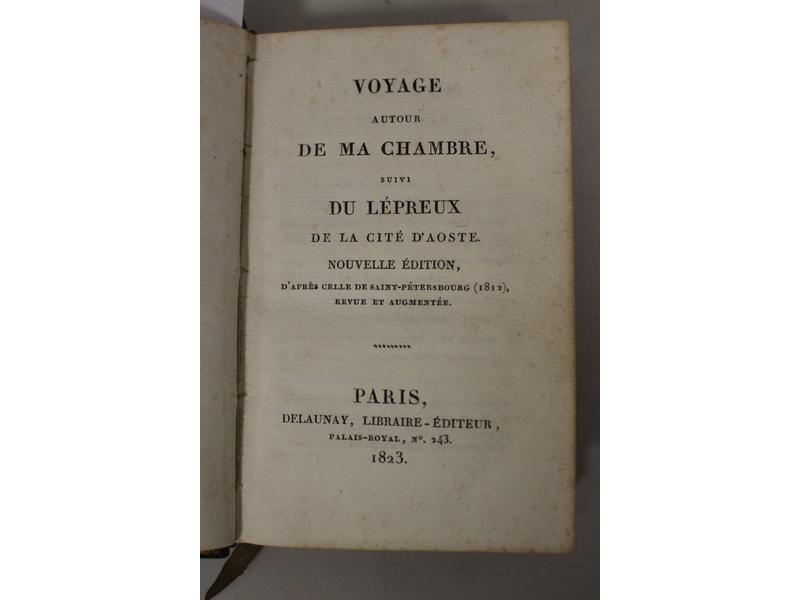 VOYAGE
AUTOUR
DE MA CHAMBRE,
SUIVI
DU LÉPREUX
DE LA CITÉ D'AOSTE.
NOUVELLE ÉDITION,
D'APRÈS CELLE DE SAINT-PÉTERSBOURG (1812),
REVUE ET AUGMENTÉE.
PARIS,
DELAUNAY, LIBRAIRE-ÉDITEUR,
PALAIS-ROYAL, Nº. 243.
1823.